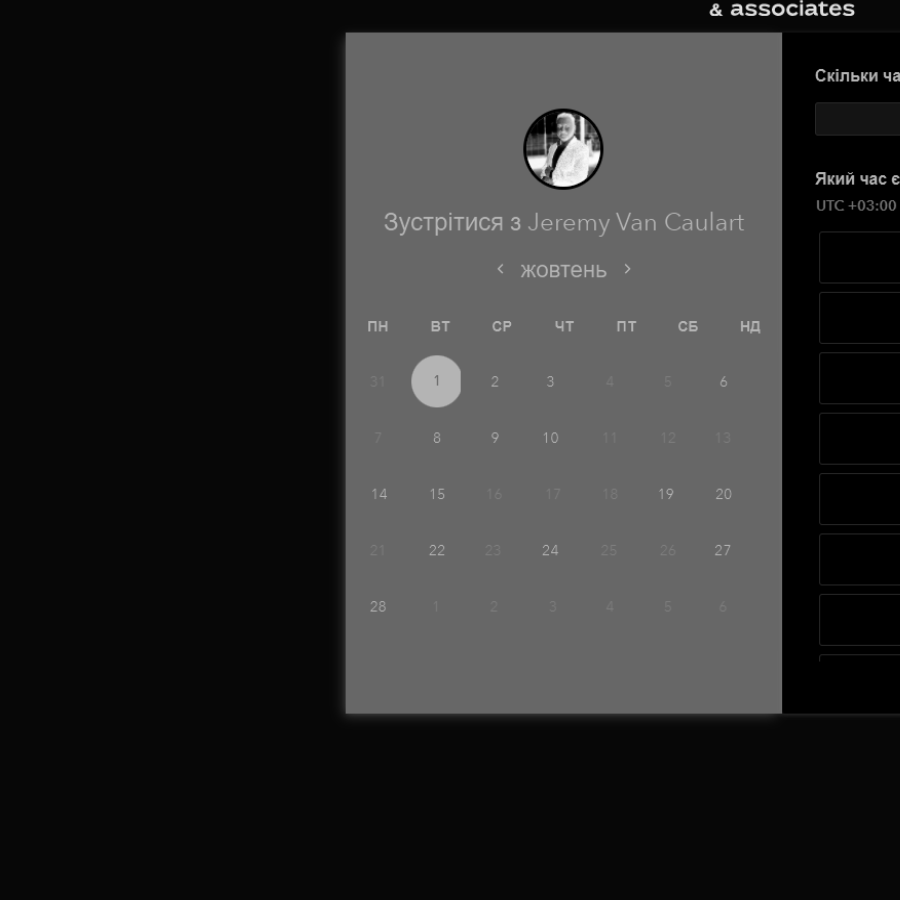 & associates
Зустрітися з Jeremy Van Caulart
< жовтень >
ПН ВТ СР ЧТ ПТ СБ НД
31 1 2 3 4 5 6
7 8 9 10 11 12 13
14 15 16 17 18 19 20
21 22 23 24 25 26 27
28 1 2 3 4 5 6
Скільки ча
Який час є
UTC +03:00